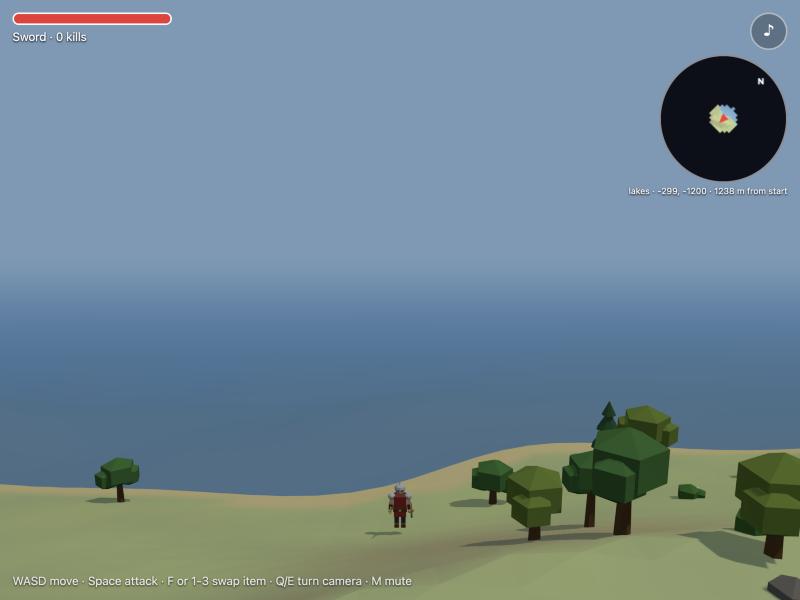 Sword · 0 kills
♪
N
lakes · -299, -1200 · 1238 m from start
WASD move · Space attack · F or 1-3 swap item · Q/E turn camera · M mute